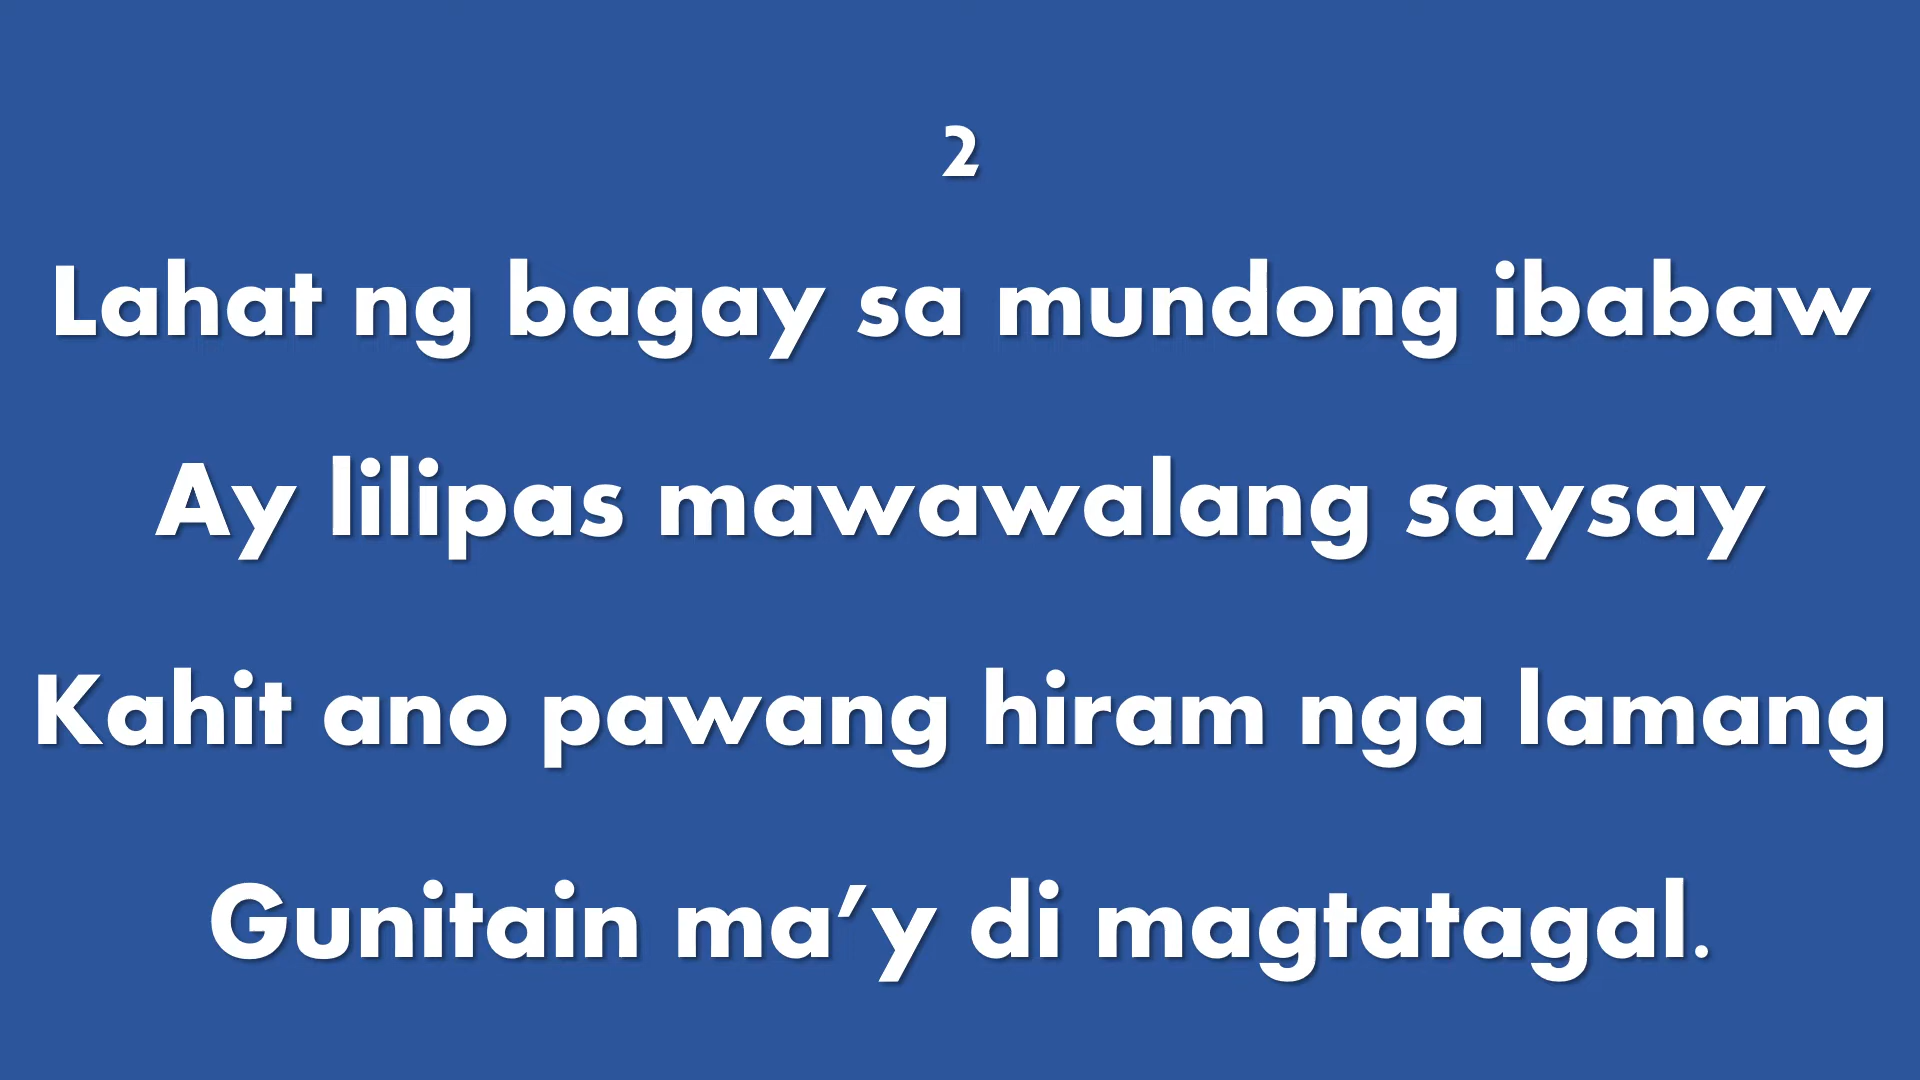 2
Lahat ng bagay sa mundong ibabaw
Ay lilipas mawawalang saysay
Kahit ano pawang hiram nga lamang
Gunitain ma’y di magtatagal.